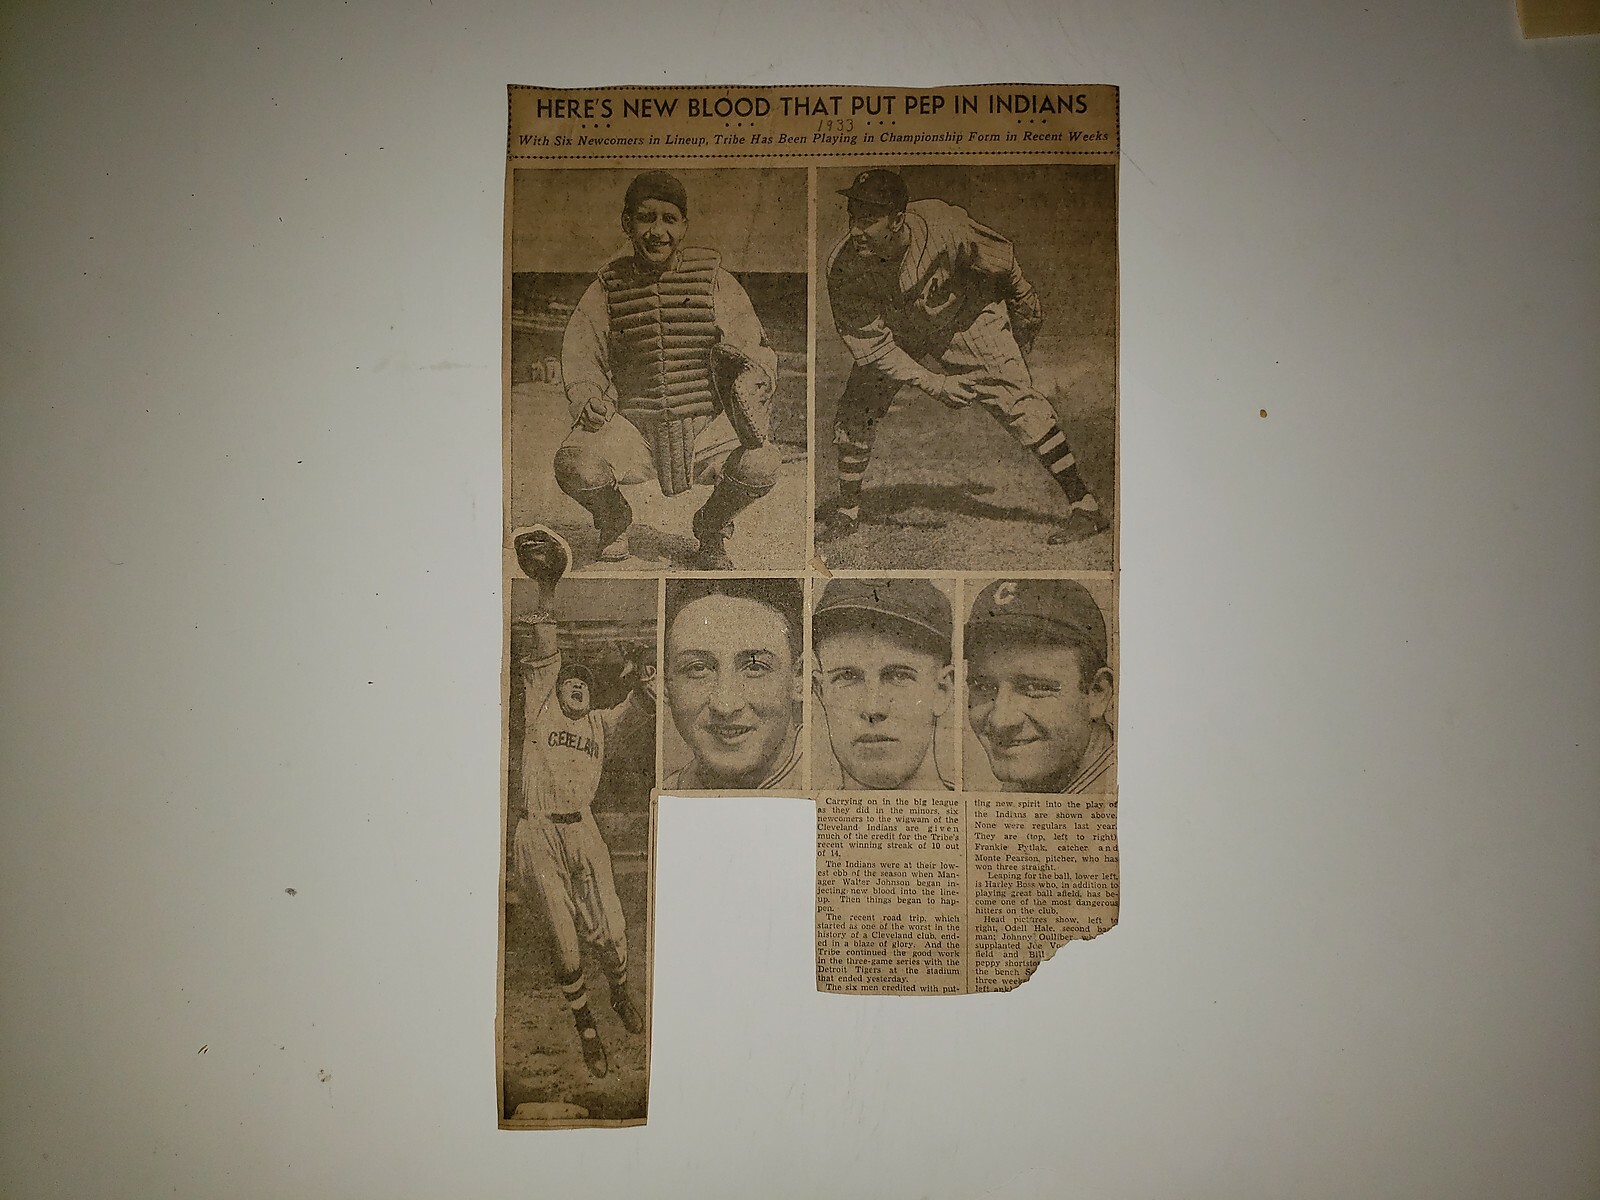 HERE'S NEW BLOOD THAT PUT PEP IN INDIANS
1933
With Six Newcomers in Lineup, Tribe Has Been Playing in Championship Form in Recent Weeks
C
C
CLEVELAN
C
Carrying on in the big league
as they did in the minors, six
newcomers to the wigwam of the
Cleveland Indians are given
much of the credit for the Tribe's
recent winning streak of 10 out
of 14.
The Indians were at their low-
est ebb of the season when Man-
ager Walter Johnson began in-
jecting new blood into the line-
up. Then things began to hap-
pen.
The recent road trip, which
started as one of the worst in the
history of a Cleveland club, end-
ed in a blaze of glory. And the
Tribe continued the good work
in the three-game series with the
Detroit Tigers at the stadium
that ended yesterday.
The six men credited with put-
ting new spirit into the play of
the Indians are shown above.
None were regulars last year.
They are (top, left to right)
Frankie Pytlak, catcher and
Monte Pearson, pitcher, who has
won three straight.
Leaping for the ball, lower left,
is Harley Boss who, in addition to
playing great ball afield, has be-
come one of the most dangerous
hitters on the club.
Head pictures show, left to
right, Odell Hale, second base
man; Johnny Oulliber
supplanted Joe Vo
field and Bill
peppy shortsto
the bench S
three week
left ankl